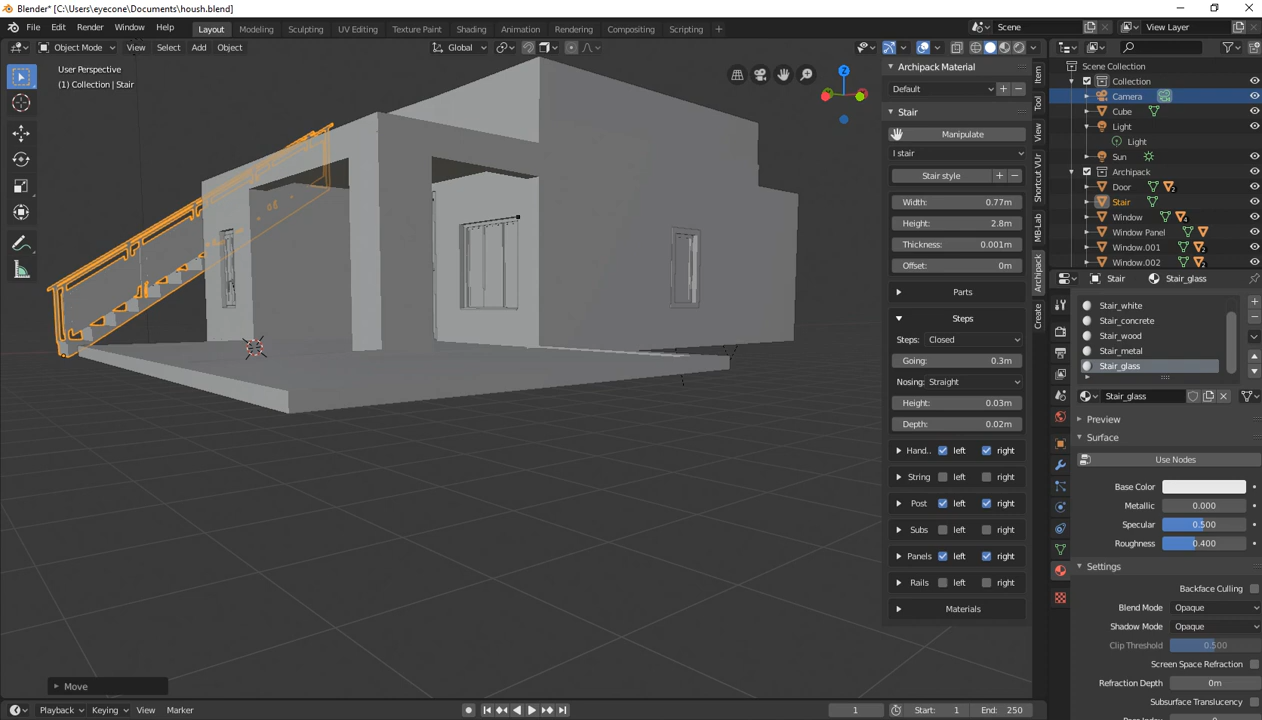 Blender* [C:\Users\eyecone\Documents\housh.blend]
File Edit Render Window Help Layout Modeling Sculpting UV Editing Texture Paint Shading Animation Rendering Compositing Scripting + Scene View Layer
Object Mode View Select Add Object Global
User Perspective
(1) Collection | Stair
Archipack Material
Default
Stair
Manipulate
I stair
Stair style
Width: 0.77m
Height: 2.8m
Thickness: 0.001m
Offset: 0m
Parts
Steps
Steps: Closed
Going: 0.3m
Nosing: Straight
Height: 0.03m
Depth: 0.02m
Hand.. left right
String left right
Post left right
Subs left right
Panels left right
Rails left right
Materials
Item
Tool
View
Shortcut VUr
MB-Lab
Archipack
Create
Scene Collection
Collection
Camera
Cube
Light
Light
Sun
Archipack
Door 2
Stair
Window 4
Window Panel
Window.001
Window.002
Stair Stair_glass
Stair_white
Stair_concrete
Stair_wood
Stair_metal
Stair_glass
Stair_glass
Preview
Surface
Use Nodes
Base Color
Metallic 0.000
Specular 0.500
Roughness 0.400
Settings
Backface Culling
Blend Mode Opaque
Shadow Mode Opaque
Clip Threshold 0.500
Screen Space Refraction
Refraction Depth 0m
Subsurface Translucency
Pass Index 0
Move
Playback Keying View Marker 1 Start: 1 End: 250